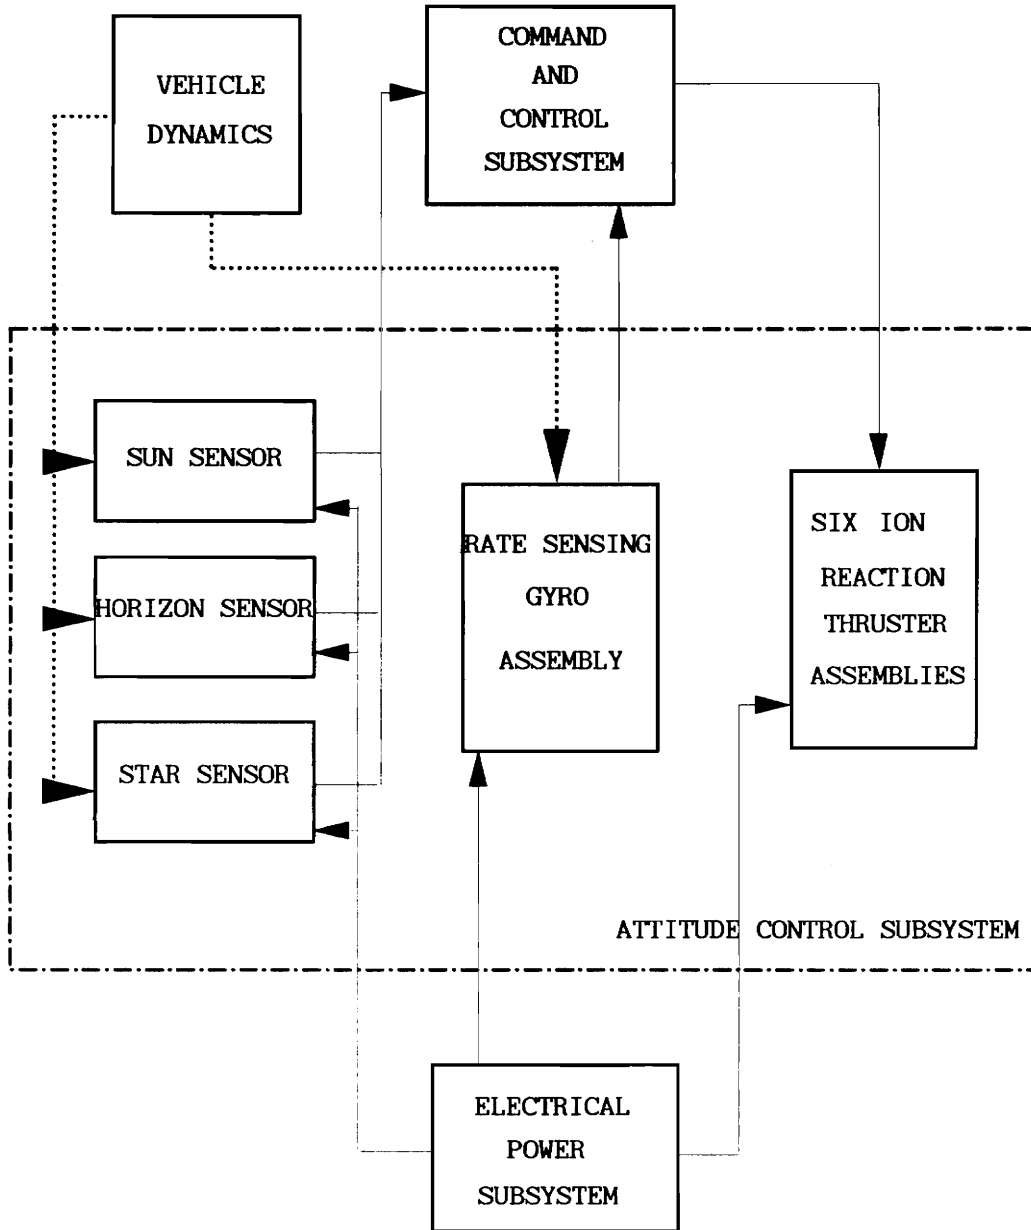 VEHICLE
DYNAMICS
COMMAND
AND
CONTROL
SUBSYSTEM
SUN SENSOR
HORIZON SENSOR
STAR SENSOR
RATE SENSING
GYRO
ASSEMBLY
SIX ION
REACTION
THRUSTER
ASSEMBLIES
ATTITUDE CONTROL SUBSYSTEM
ELECTRICAL
POWER
SUBSYSTEM